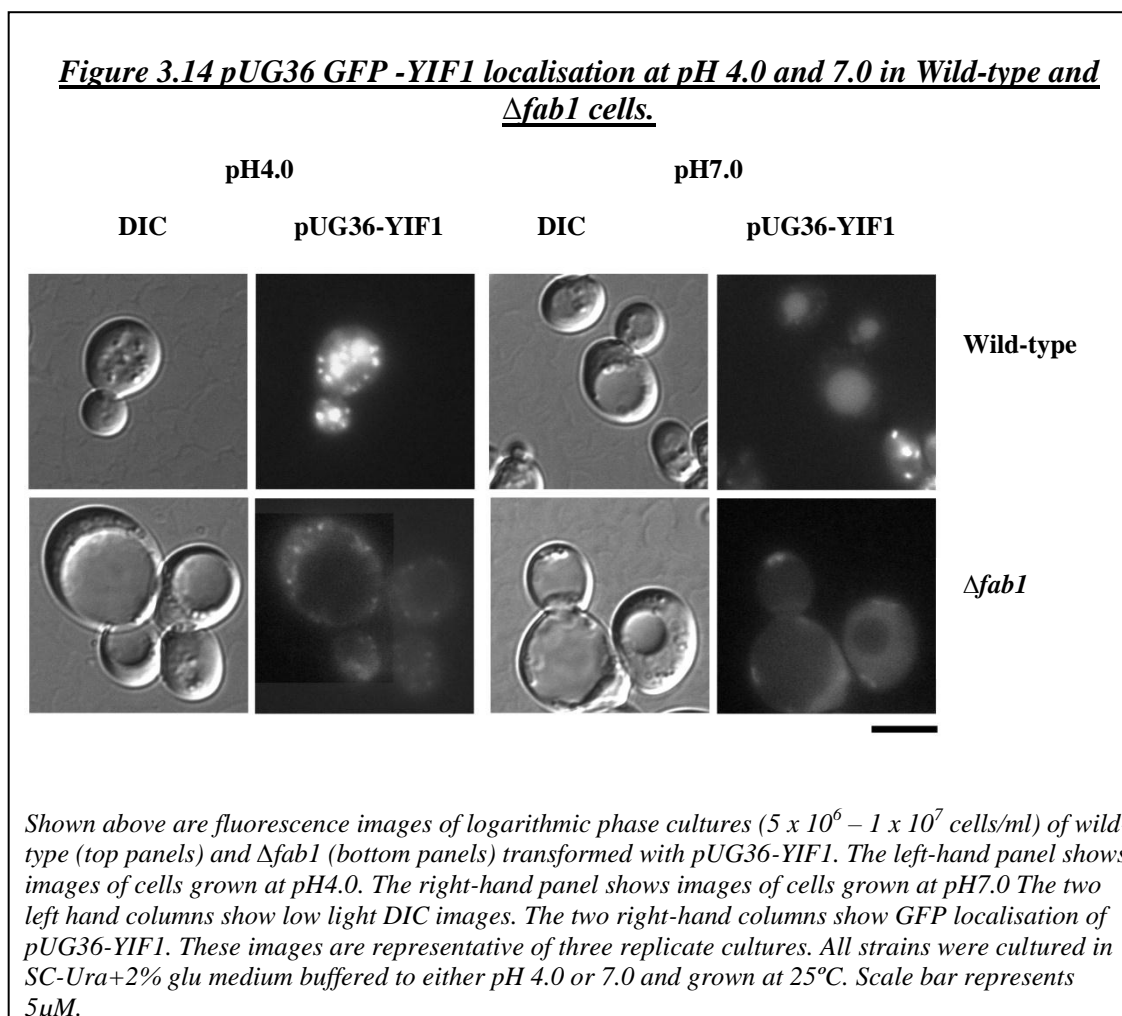 Figure 3.14 pUG36 GFP -YIF1 localisation at pH 4.0 and 7.0 in Wild-type and
Δfab1 cells.
pH4.0 pH7.0
DIC pUG36-YIF1 DIC pUG36-YIF1
Wild-type
Δfab1
Shown above are fluorescence images of logarithmic phase cultures (5 x 10⁶ – 1 x 10⁷ cells/ml) of wild
type (top panels) and Δfab1 (bottom panels) transformed with pUG36-YIF1. The left-hand panel shows
images of cells grown at pH4.0. The right-hand panel shows images of cells grown at pH7.0 The two
left hand columns show low light DIC images. The two right-hand columns show GFP localisation of
pUG36-YIF1. These images are representative of three replicate cultures. All strains were cultured in
SC-Ura+2% glu medium buffered to either pH 4.0 or 7.0 and grown at 25ºC. Scale bar represents
5µM.